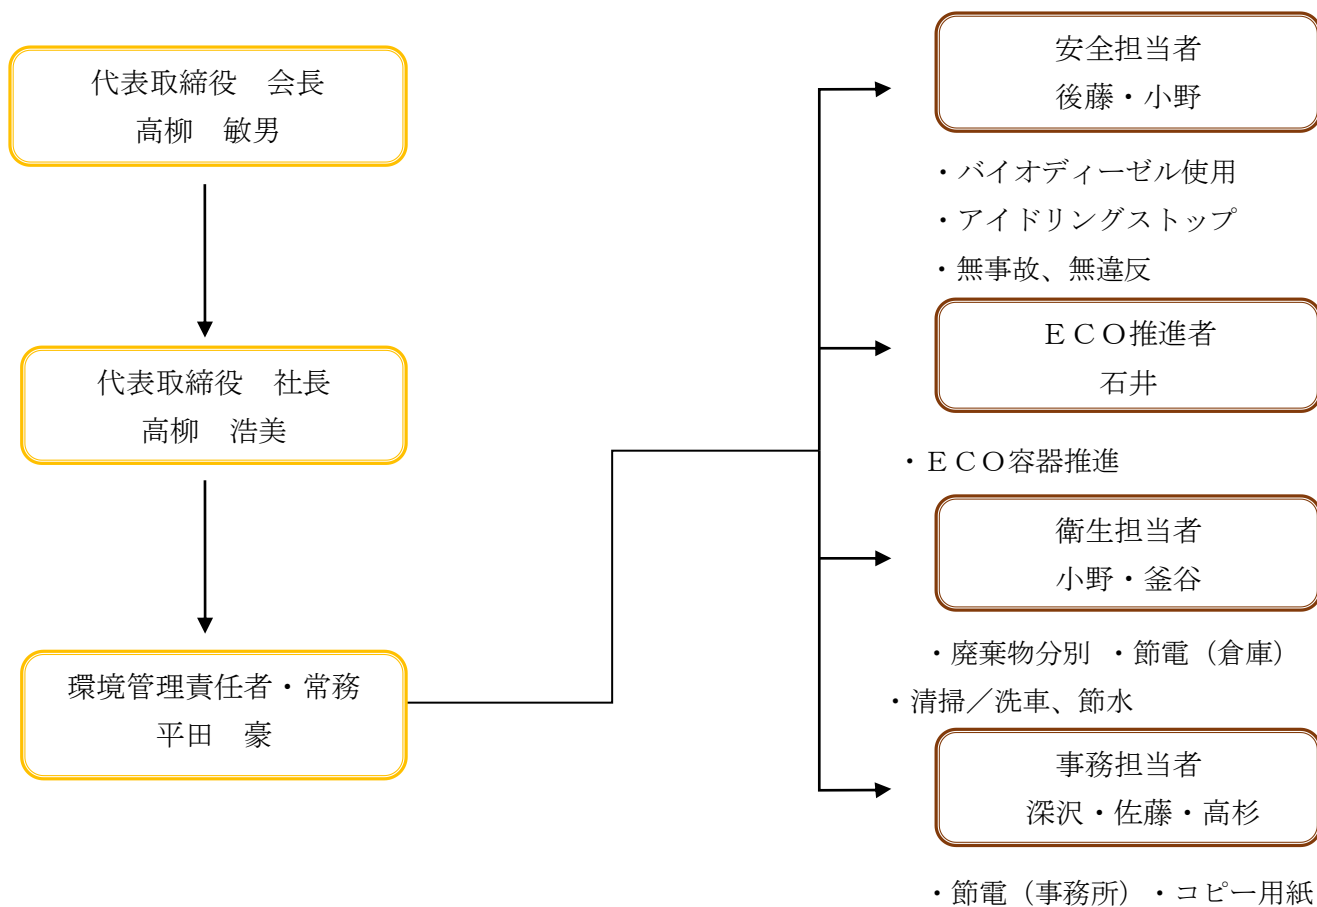 代表取締役　会長
高柳　敏男
代表取締役　社長
高柳　浩美
環境管理責任者・常務
平田　豪
安全担当者
後藤・小野
・バイオディーゼル使用
・アイドリングストップ
・無事故、無違反
ＥＣＯ推進者
石井
・ＥＣＯ容器推進
衛生担当者
小野・釜谷
・廃棄物分別 ・節電（倉庫）
・清掃／洗車、節水
事務担当者
深沢・佐藤・高杉
・節電（事務所）・コピー用紙